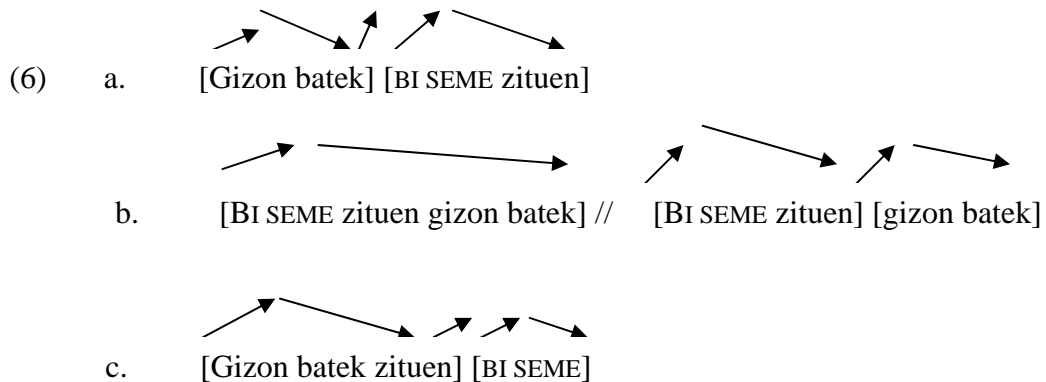 (6) a. [Gizon batek] [BI SEME zituen]
b. [BI SEME zituen gizon batek] // [BI SEME zituen] [gizon batek]
c. [Gizon batek zituen] [BI SEME]